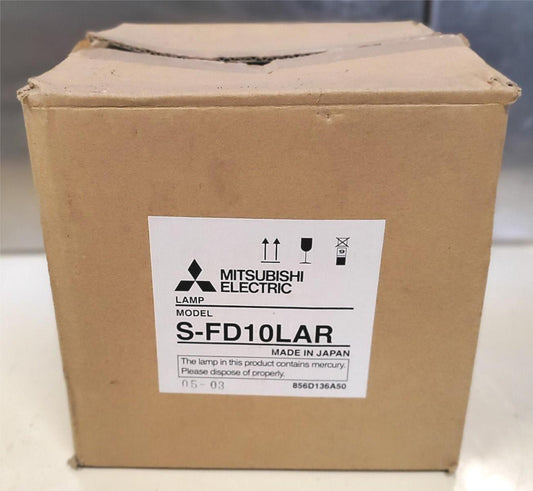 MITSUBISHI
ELECTRIC
LAMP
MODEL
S-FD10LAR
MADE IN JAPAN
The lamp in this product contains mercury.
Please dispose of properly.
05-03 856D136A50